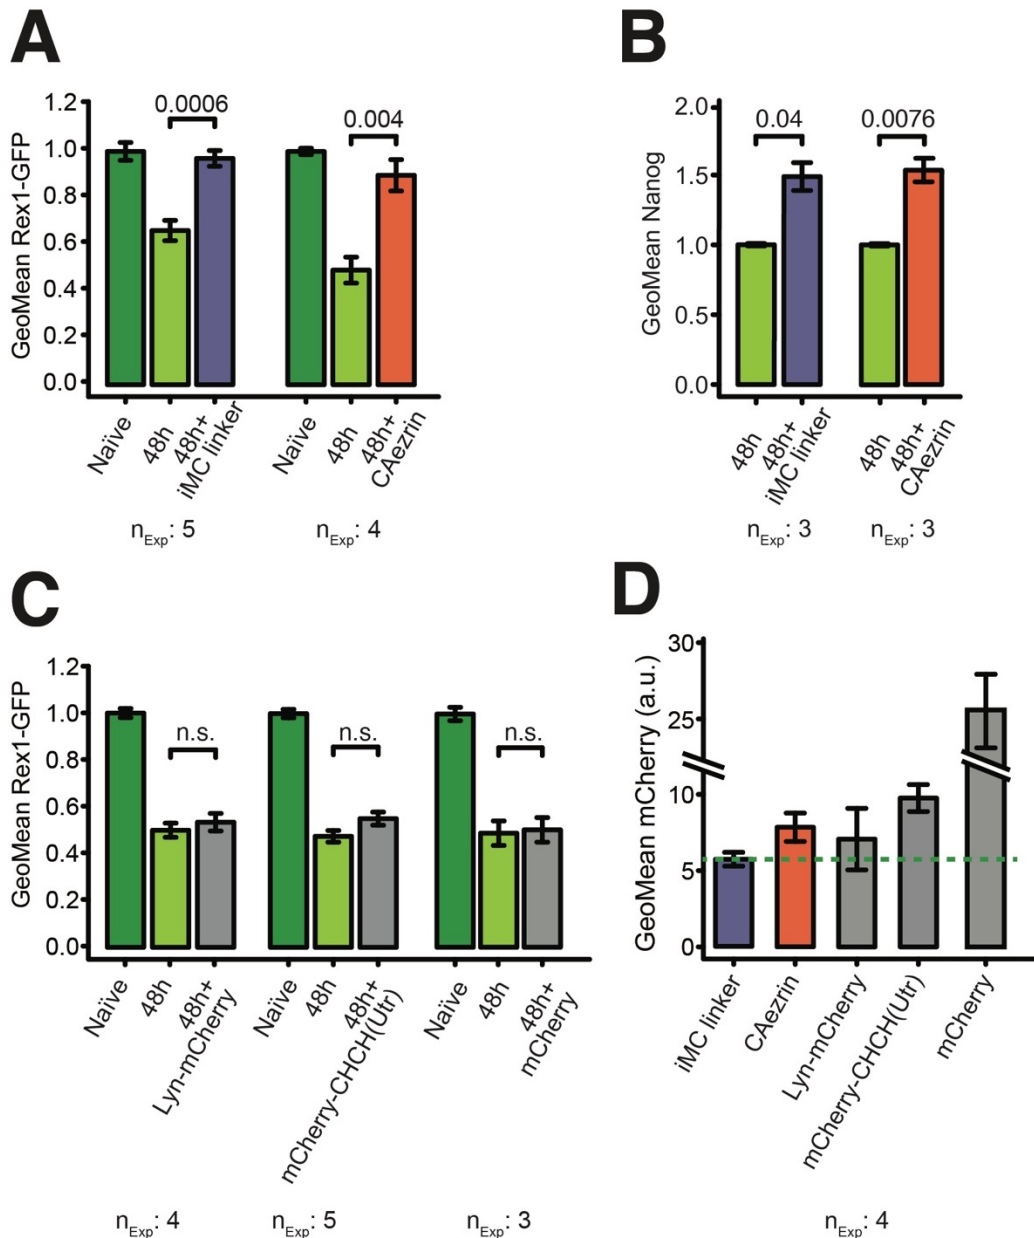 A
GeoMean Rex1-GFP
1.2
1.0
0.8
0.6
0.4
0.2
0.0
0.0006
0.004
Naïve
48h
48h+
iMC linker
Naïve
48h
48h+
CAezrin
nExp: 5
nExp: 4
B
GeoMean Nanog
2.0
1.5
1.0
0.5
0.0
0.04
0.0076
48h
48h+
iMC linker
48h
48h+
CAezrin
nExp: 3
nExp: 3
C
GeoMean Rex1-GFP
1.2
1.0
0.8
0.6
0.4
0.2
0.0
n.s.
n.s.
n.s.
Naïve
48h
48h+
Lyn-mCherry
Naïve
48h
48h+
mCherry-CHCH(Utr)
Naïve
48h
48h+
mCherry
nExp: 4
nExp: 5
nExp: 3
D
GeoMean mCherry (a.u.)
30
25
10
5
0
iMC linker
CAezrin
Lyn-mCherry
mCherry-CHCH(Utr)
mCherry
nExp: 4